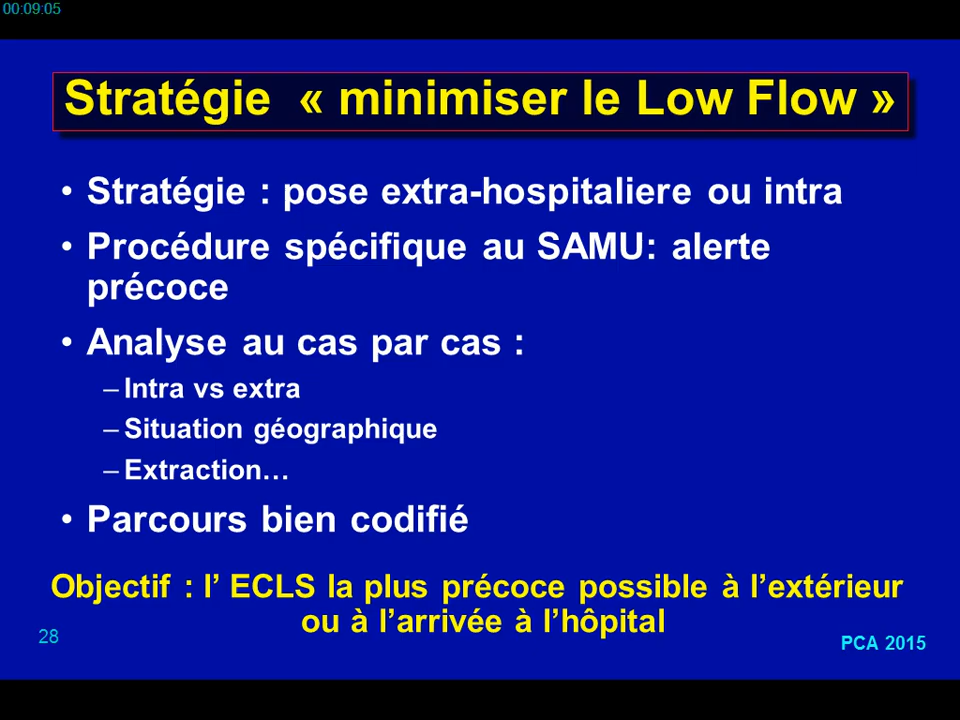 00:09:05
Stratégie « minimiser le Low Flow »
• Stratégie : pose extra-hospitaliere ou intra
• Procédure spécifique au SAMU: alerte
précoce
• Analyse au cas par cas :
– Intra vs extra
– Situation géographique
– Extraction…
• Parcours bien codifié
Objectif : l’ ECLS la plus précoce possible à l’extérieur
ou à l’arrivée à l’hôpital
28
PCA 2015